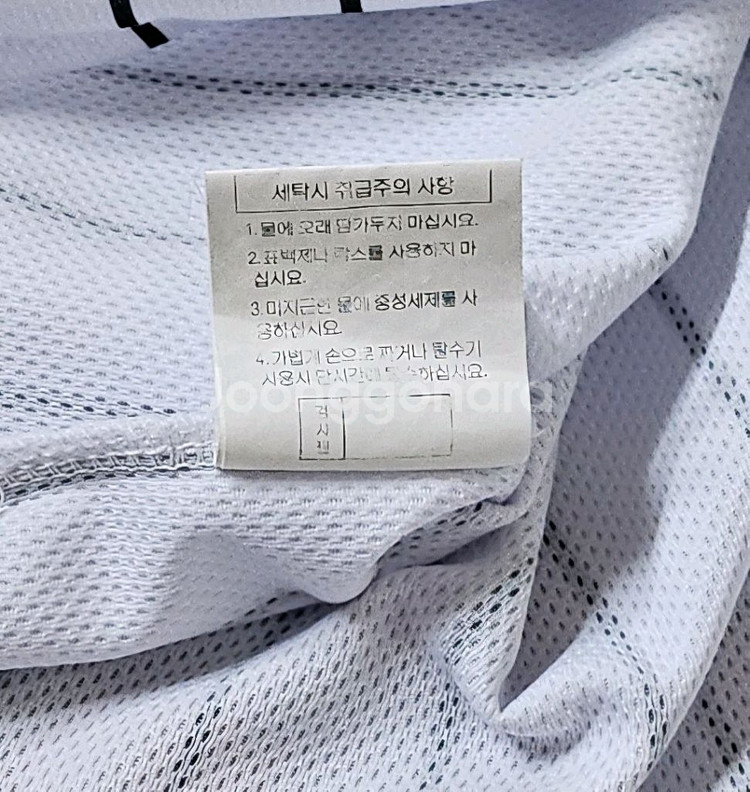 세탁시 취급주의 사항
1.물에 오래 담가두지 마십시요.
2.표백제나 락스를 사용하지 마
십시요.
3.미지근한 물에 중성세제를 사
용하십시요
4.가볍게 손으로 짜거나 탈수기
사용시 단시간에 탈수하십시요.
joonggonara